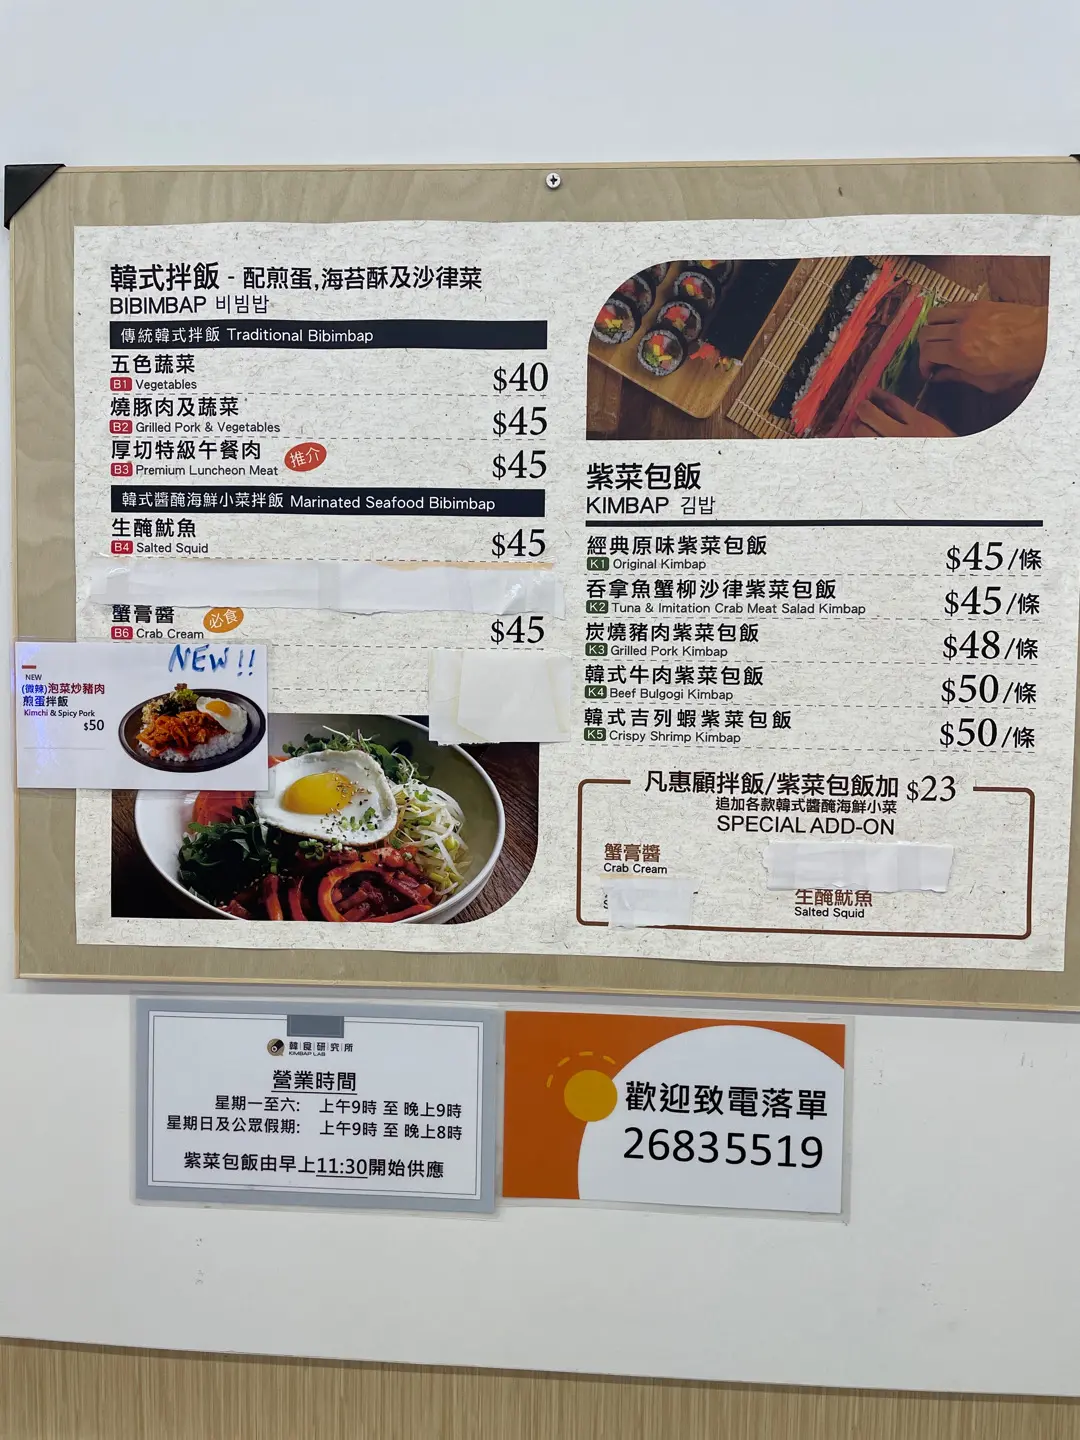 韓式拌飯 - 配煎蛋,海苔酥及沙律菜
BIBIMBAP 비빔밥
傳統韓式拌飯 Traditional Bibimbap
五色蔬菜
B1 Vegetables
$40
燒豚肉及蔬菜
B2 Grilled Pork & Vegetables
$45
厚切特級午餐肉
B3 Premium Luncheon Meat
推介
$45
韓式醬醃海鮮小菜拌飯 Marinated Seafood Bibimbap
生醃魷魚
B4 Salted Squid
$45
蟹膏醬
B6 Crab Cream
必食
$45
NEW!!
NEW
(微辣)泡菜炒豬肉
煎蛋拌飯
Kimchi & Spicy Pork
$50
紫菜包飯
KIMBAP 김밥
經典原味紫菜包飯
K1 Original Kimbap
$45/條
吞拿魚蟹柳沙律紫菜包飯
K2 Tuna & Imitation Crab Meat Salad Kimbap
$45/條
炭燒豬肉紫菜包飯
K3 Grilled Pork Kimbap
$48/條
韓式牛肉紫菜包飯
K4 Beef Bulgogi Kimbap
$50/條
韓式吉列蝦紫菜包飯
K5 Crispy Shrimp Kimbap
$50/條
凡惠顧拌飯/紫菜包飯加 $23
追加各款韓式醬醃海鮮小菜
SPECIAL ADD-ON
蟹膏醬
Crab Cream
生醃魷魚
Salted Squid
韓食研究所
KIMBAP LAB
營業時間
星期一至六: 上午9時 至 晚上9時
星期日及公眾假期: 上午9時 至 晚上8時
紫菜包飯由早上11:30開始供應
歡迎致電落單
26835519